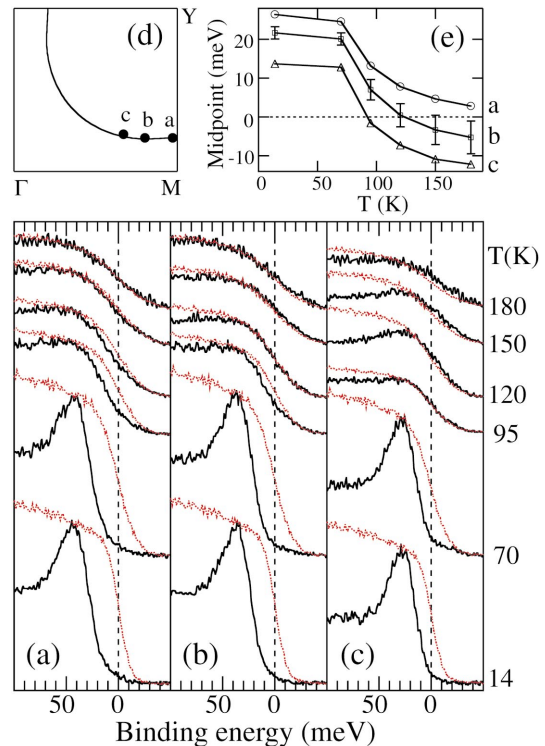 (d)
Y
c
b
a
Γ
M
(e)
Midpoint (meV)
20
10
0
-10
0
50
100
150
T (K)
a
b
c
T(K)
180
150
120
95
70
14
(a)
(b)
(c)
50
0
50
0
50
0
Binding energy (meV)